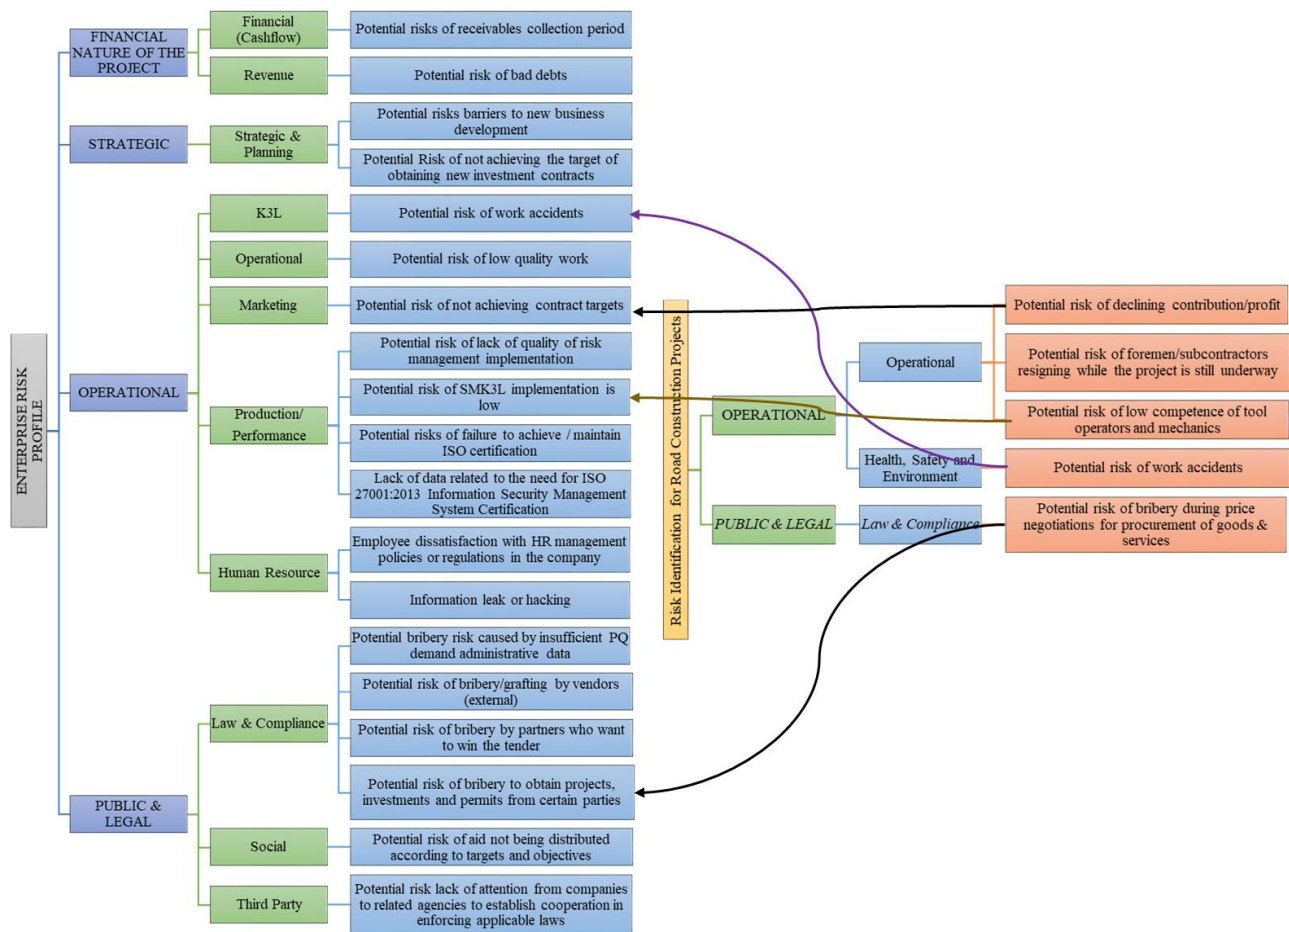 ENTERPRISE RISK
PROFILE
FINANCIAL
NATURE OF THE
PROJECT
Financial
(Cashflow)
Potential risks of receivables collection period
Revenue
Potential risk of bad debts
STRATEGIC
Strategic &
Planning
Potential risks barriers to new business
development
Potential Risk of not achieving the target of
obtaining new investment contracts
OPERATIONAL
K3L
Potential risk of work accidents
Operational
Potential risk of low quality work
Marketing
Potential risk of not achieving contract targets
Production/
Performance
Potential risk of lack of quality of risk
management implementation
Potential risk of SMK3L implementation is
low
Potential risks of failure to achieve / maintain
ISO certification
Lack of data related to the need for ISO
27001:2013 Information Security Management
System Certification
Human Resource
Employee dissatisfaction with HR management
policies or regulations in the company
Information leak or hacking
PUBLIC &
LEGAL
Law & Compliance
Potential bribery risk caused by insufficient PQ
demand administrative data
Potential risk of bribery/grafting by vendors
(external)
Potential risk of bribery by partners who want
to win the tender
Potential risk of bribery to obtain projects,
investments and permits from certain parties
Social
Potential risk of aid not being distributed
according to targets and objectives
Third Party
Potential risk lack of attention from companies
to related agencies to establish cooperation in
enforcing applicable laws
Risk Identification for Road Construction Projects
OPERATIONAL
Operational
Potential risk of declining contribution/profit
Potential risk of foremen/subcontractors
resigning while the project is still underway
Potential risk of low competence of tool
operators and mechanics
Health, Safety and
Environment
Potential risk of work accidents
PUBLIC & LEGAL
Law & Compliance
Potential risk of bribery during price
negotiations for procurement of goods &
services